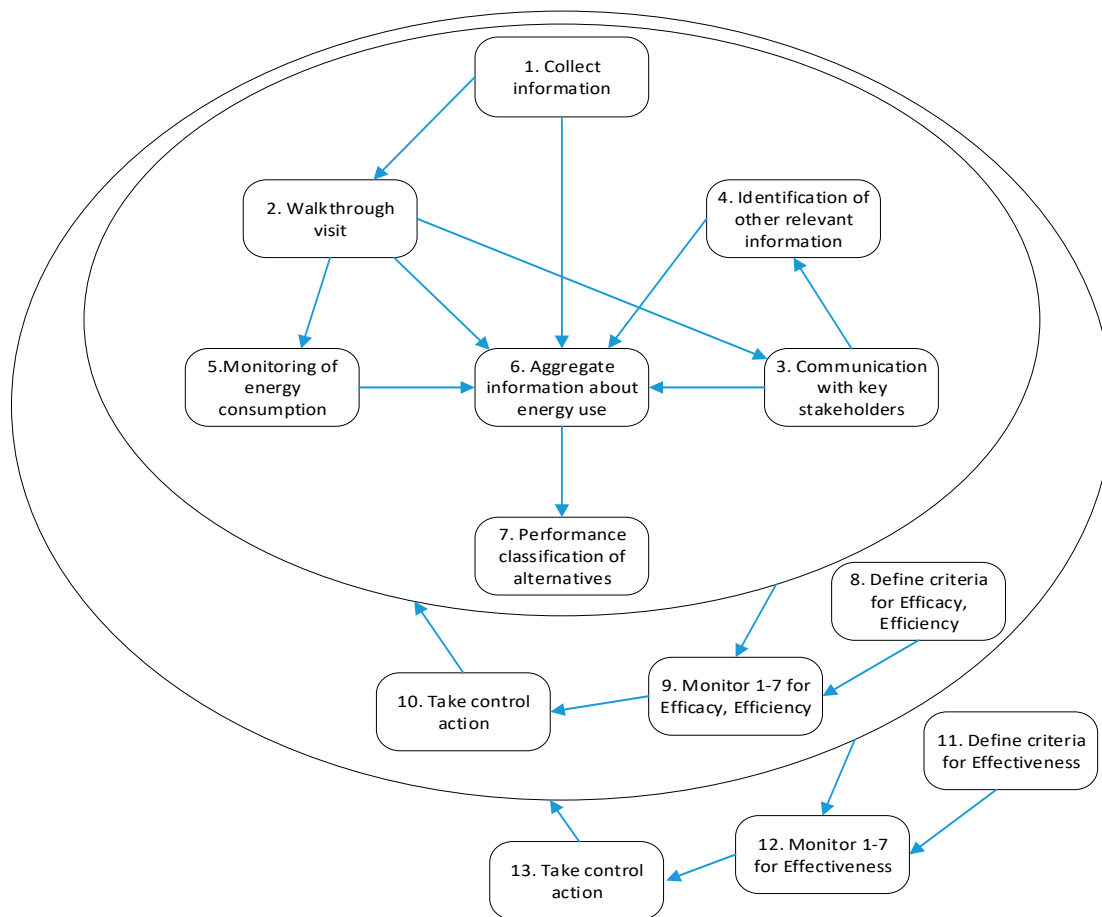 1. Collect
information
2. Walkthrough
visit
4. Identification of
other relevant
information
5.Monitoring of
energy
consumption
6. Aggregate
information about
energy use
3. Communication
with key
stakeholders
7. Performance
classification of
alternatives
8. Define criteria
for Efficacy,
Efficiency
9. Monitor 1-7 for
Efficacy, Efficiency
10. Take control
action
11. Define criteria
for Effectiveness
12. Monitor 1-7
for Effectiveness
13. Take control
action